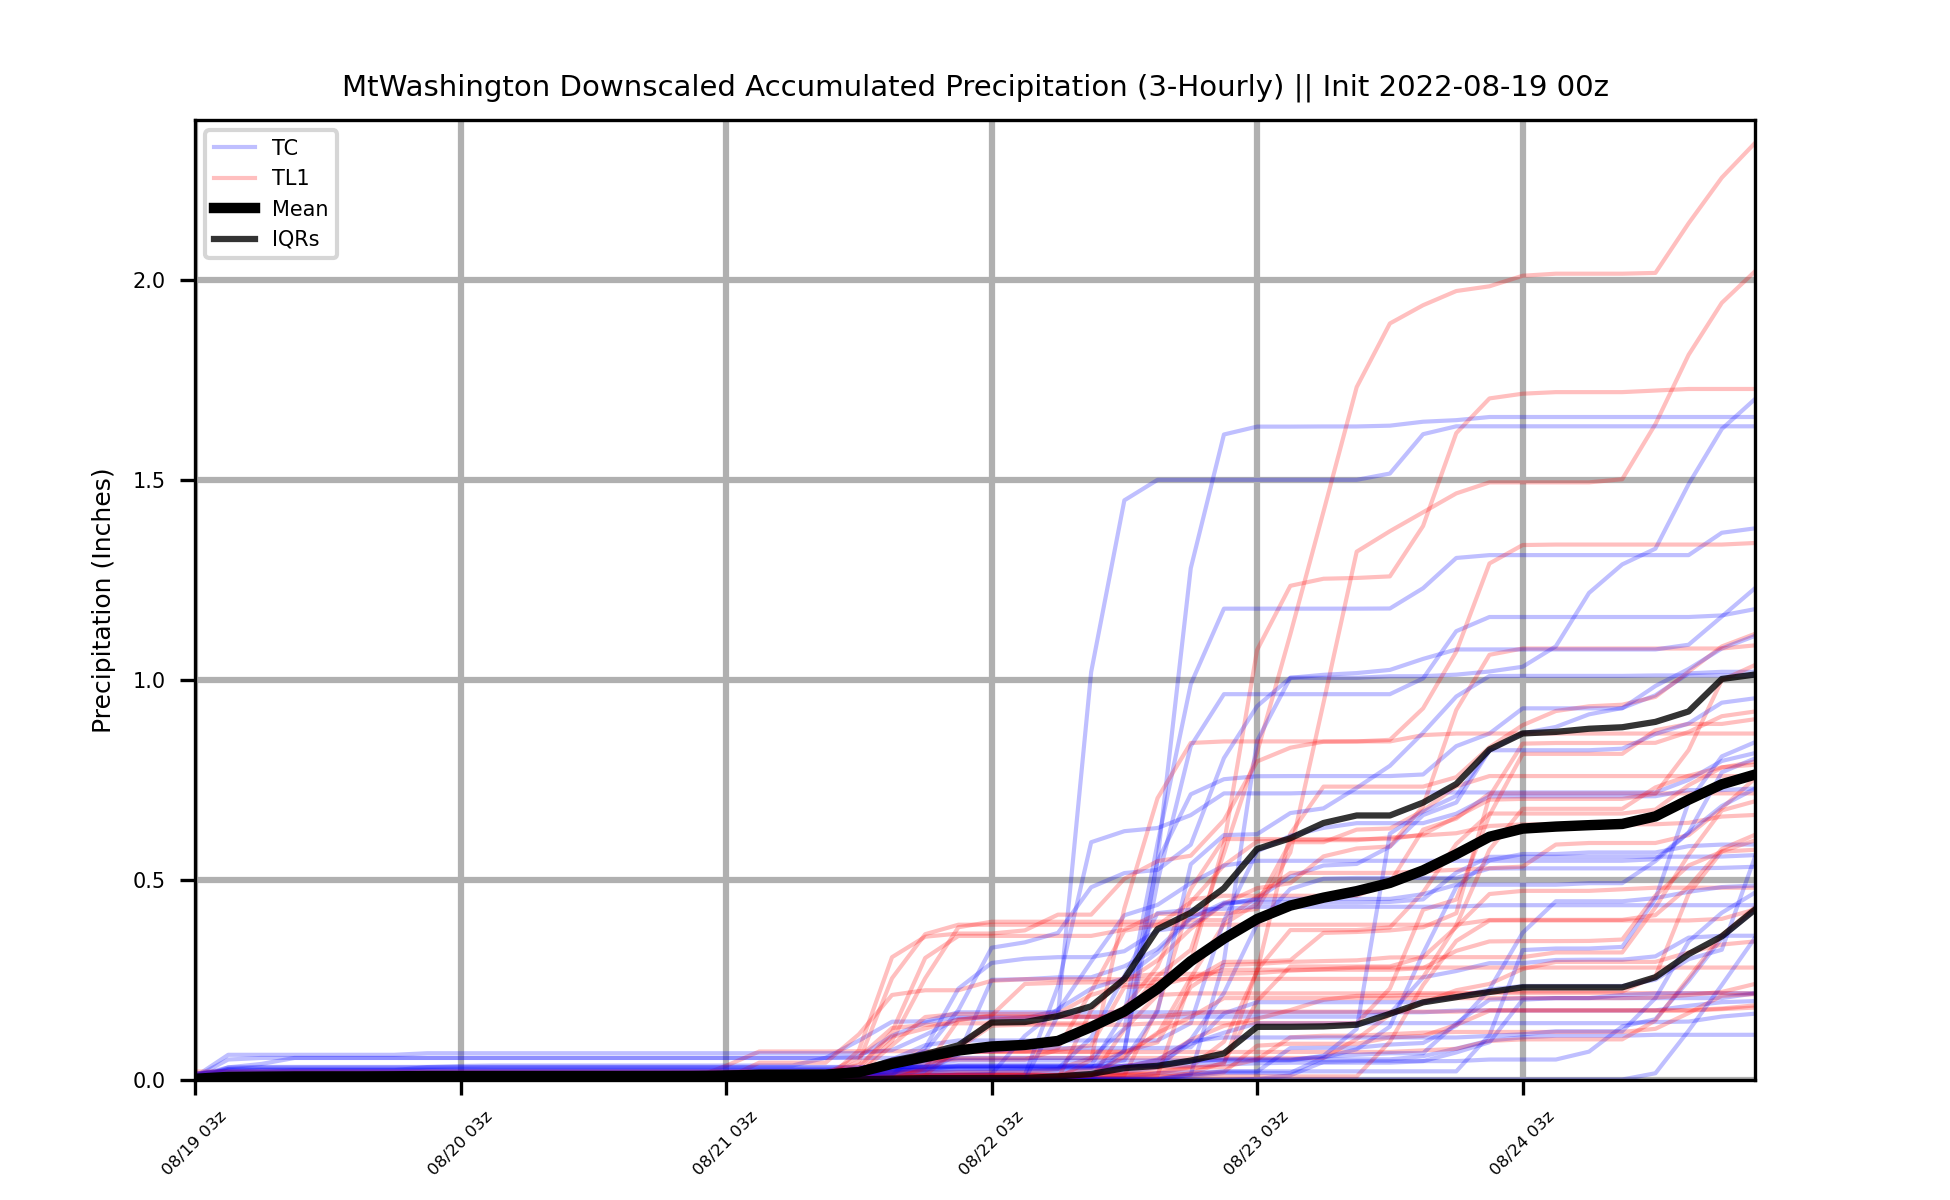 MtWashington Downscaled Accumulated Precipitation (3-Hourly) || Init 2022-08-19 00z
TC
TL1
Mean
IQRs
Precipitation (Inches)
2.0
1.5
1.0
0.5
0.0
08/19 03z
08/20 03z
08/21 03z
08/22 03z
08/23 03z
08/24 03z